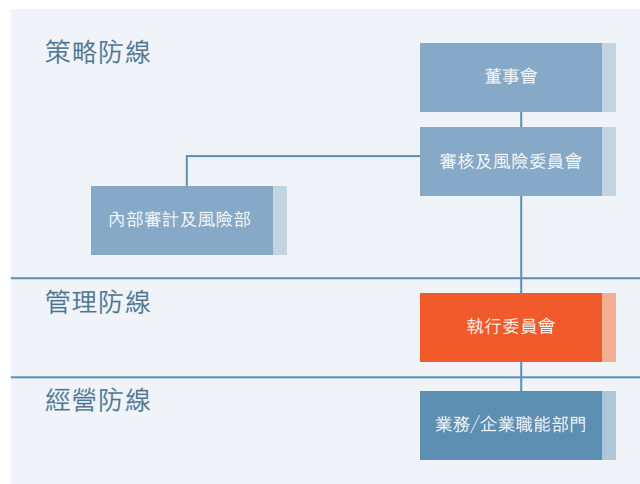 策略防線
董事會
審核及風險委員會
內部審計及風險部
管理防線
執行委員會
經營防線
業務/企業職能部門